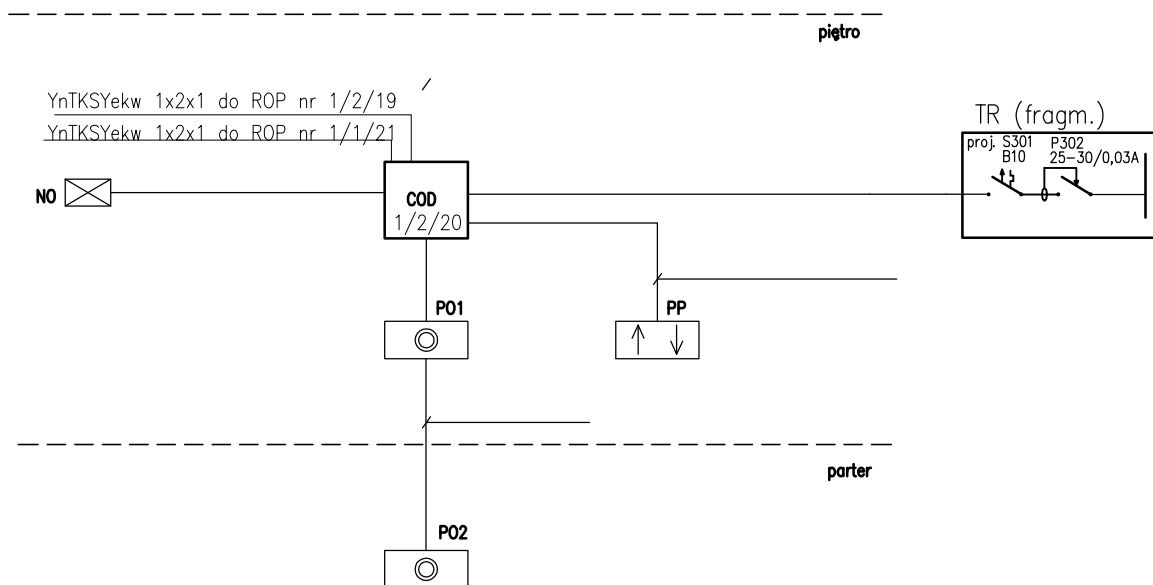 piętro
YnTKSYekw 1x2x1 do ROP nr 1/2/19
YnTKSYekw 1x2x1 do ROP nr 1/1/21
TR (fragm.)
proj. S301 P302
B10 25-30/0,03A
NO
COD
1/2/20
PO1
PP
parter
PO2